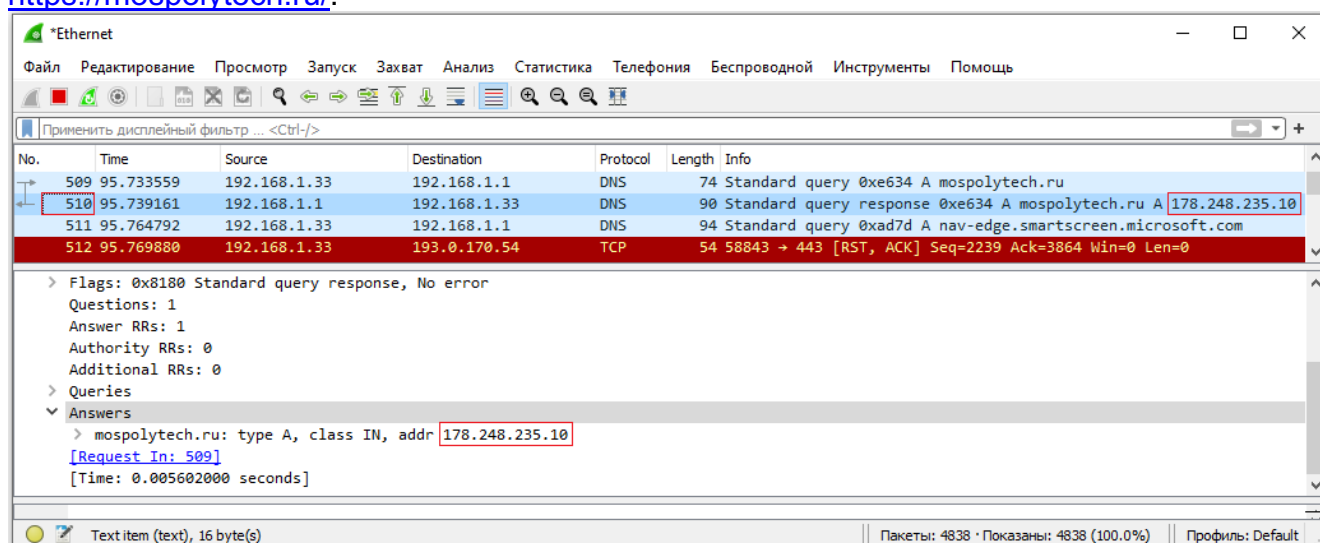 https://mospolytech.ru/.
*Ethernet
Файл Редактирование Просмотр Запуск Захват Анализ Статистика Телефония Беспроводной Инструменты Помощь
Применить дисплейный фильтр ... <Ctrl-/>
No. Time Source Destination Protocol Length Info
509 95.733559 192.168.1.33 192.168.1.1 DNS 74 Standard query 0xe634 A mospolytech.ru
510 95.739161 192.168.1.1 192.168.1.33 DNS 90 Standard query response 0xe634 A mospolytech.ru A 178.248.235.10
511 95.764792 192.168.1.33 192.168.1.1 DNS 94 Standard query 0xad7d A nav-edge.smartscreen.microsoft.com
512 95.769880 192.168.1.33 193.0.170.54 TCP 54 58843 → 443 [RST, ACK] Seq=2239 Ack=3864 Win=0 Len=0
Flags: 0x8180 Standard query response, No error
Questions: 1
Answer RRs: 1
Authority RRs: 0
Additional RRs: 0
Queries
Answers
mospolytech.ru: type A, class IN, addr 178.248.235.10
[Request In: 509]
[Time: 0.005602000 seconds]
Text item (text), 16 byte(s) Пакеты: 4838 · Показаны: 4838 (100.0%) Профиль: Default